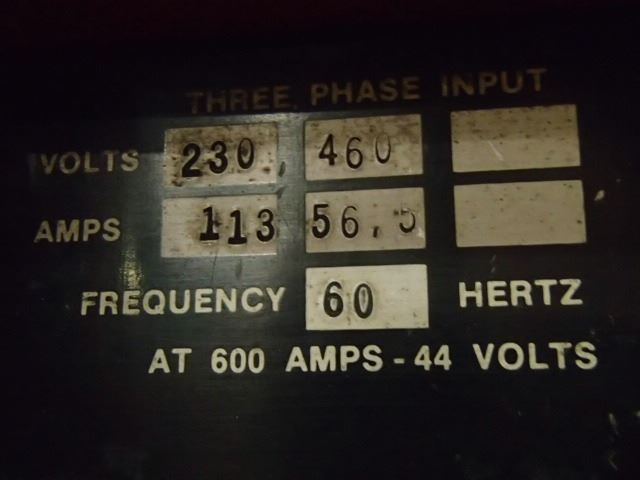 THREE PHASE INPUT
VOLTS 230 460
AMPS 113 56,5
FREQUENCY 60 HERTZ
AT 600 AMPS - 44 VOLTS